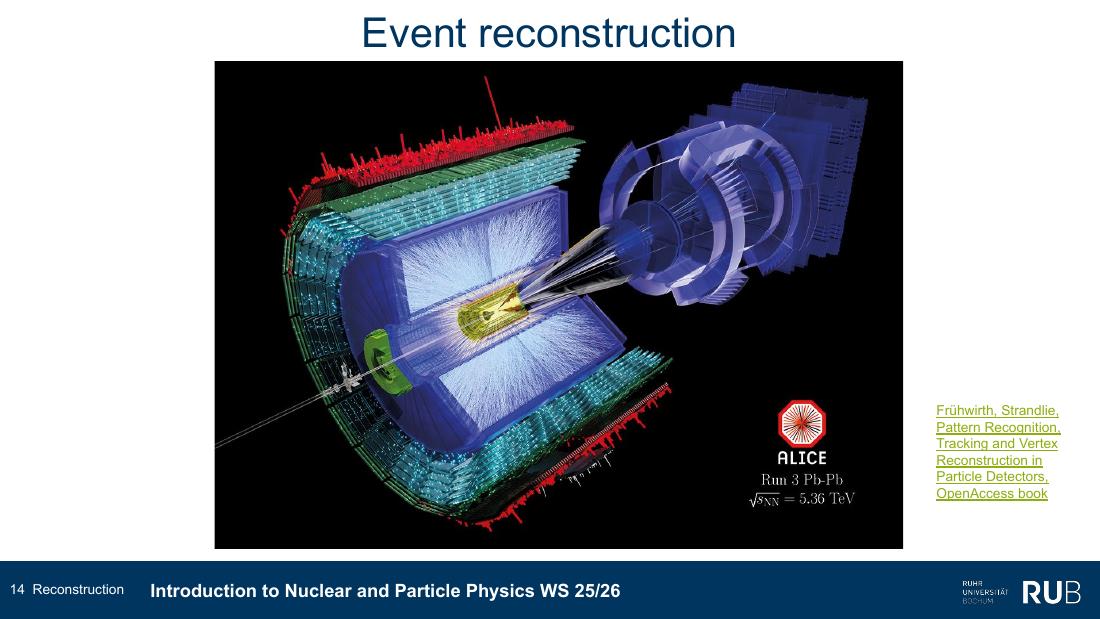 Event reconstruction
ALICE
Run 3 Pb-Pb
√sNN = 5.36 TeV
Frühwirth, Strandlie,
Pattern Recognition,
Tracking and Vertex
Reconstruction in
Particle Detectors,
OpenAccess book
14 Reconstruction
Introduction to Nuclear and Particle Physics WS 25/26
RUHR
UNIVERSITÄT
BOCHUM
RUB